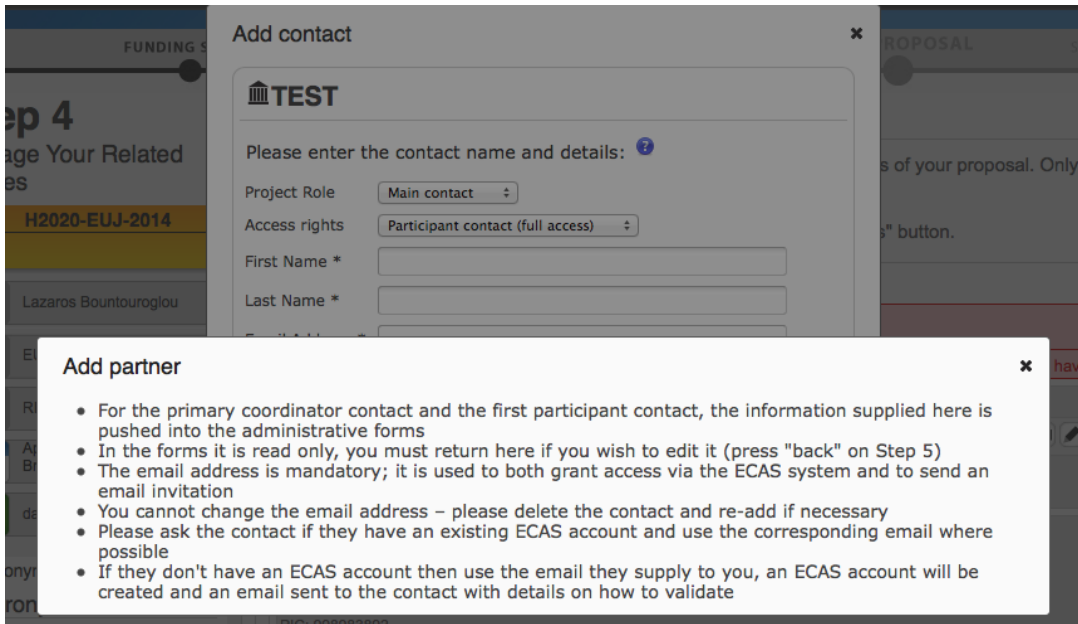 Add contact
FUNDING S
ROPOSAL
TEST
ep 4
age Your Related
es
Please enter the contact name and details:
s of your proposal. Only
Project Role Main contact
H2020-EUJ-2014
Access rights Participant contact (full access)
s" button.
First Name *
Last Name *
Lazaros Bountouroglou
Add partner
hav
For the primary coordinator contact and the first participant contact, the information supplied here is
pushed into the administrative forms
In the forms it is read only, you must return here if you wish to edit it (press "back" on Step 5)
The email address is mandatory; it is used to both grant access via the ECAS system and to send an
email invitation
You cannot change the email address – please delete the contact and re-add if necessary
Please ask the contact if they have an existing ECAS account and use the corresponding email where
possible
If they don't have an ECAS account then use the email they supply to you, an ECAS account will be
created and an email sent to the contact with details on how to validate